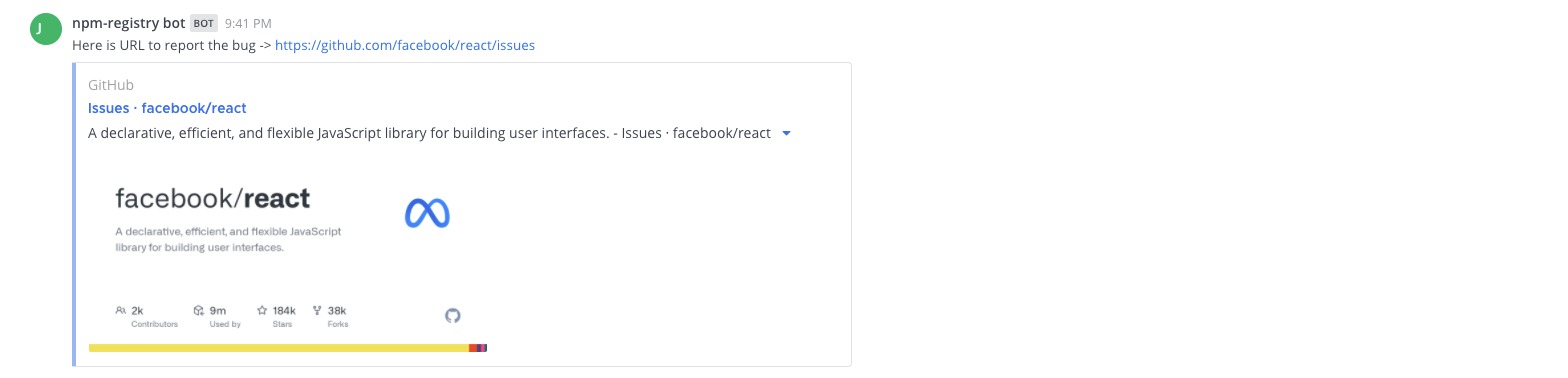 J
npm-registry bot BOT 9:41 PM
Here is URL to report the bug -> https://github.com/facebook/react/issues
GitHub
Issues · facebook/react
A declarative, efficient, and flexible JavaScript library for building user interfaces. - Issues · facebook/react
facebook/react
A declarative, efficient, and flexible JavaScript
library for building user interfaces.
2k 9m 184k 38k
Contributors Used by Stars Forks